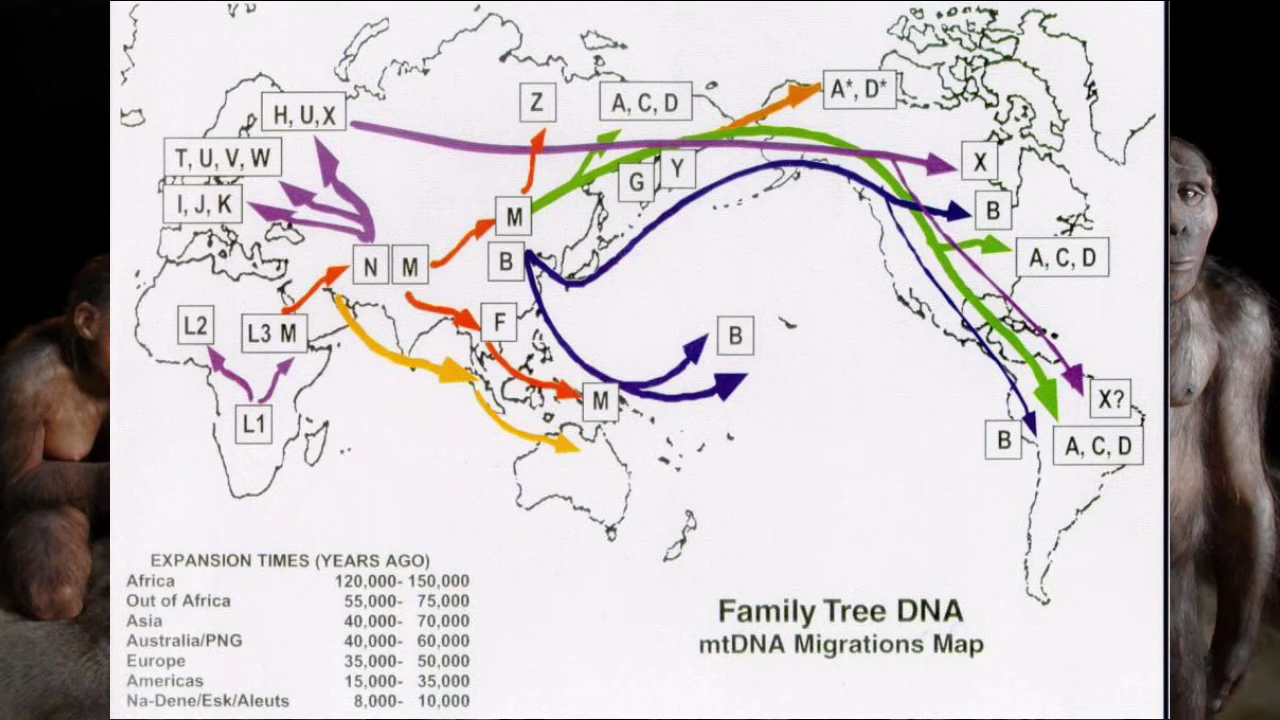 Z
A, C, D
A*, D*
H, U,X
T, U, V, W
Y
X
G
I, J, K
M
B
N
M
B
A, C, D
L2
L3 M
F
B
M
L1
X?
B
A, C, D
EXPANSION TIMES (YEARS AGO)
Africa 120,000- 150,000
Out of Africa 55,000- 75,000
Asia 40,000- 70,000
Australia/PNG 40,000- 60,000
Europe 35,000- 50,000
Americas 15,000- 35,000
Na-Dene/Esk/Aleuts 8,000- 10,000
Family Tree DNA
mtDNA Migrations Map